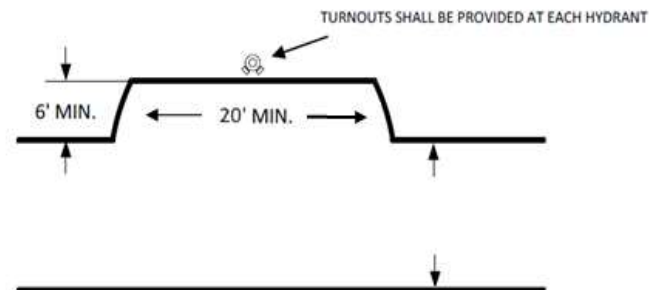 TURNOUTS SHALL BE PROVIDED AT EACH HYDRANT
6' MIN.
20' MIN.